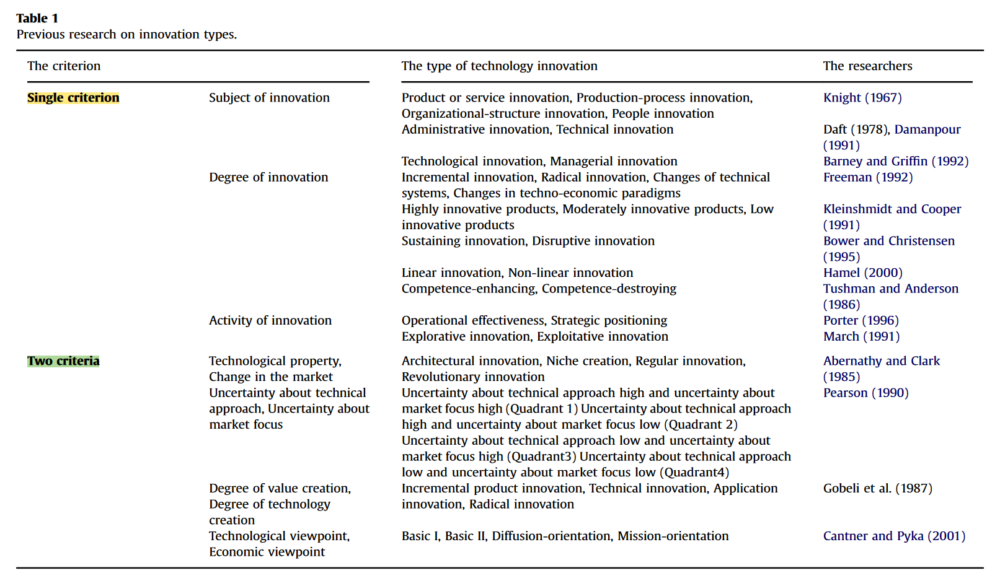 Table 1
Previous research on innovation types.
The criterion The type of technology innovation The researchers
Single criterion Subject of innovation Product or service innovation, Production-process innovation, Knight (1967)
Organizational-structure innovation, People innovation
Administrative innovation, Technical innovation Daft (1978), Damanpour
(1991)
Technological innovation, Managerial innovation Barney and Griffin (1992)
Degree of innovation Incremental innovation, Radical innovation, Changes of technical Freeman (1992)
systems, Changes in techno-economic paradigms
Highly innovative products, Moderately innovative products, Low Kleinshmidt and Cooper
innovative products (1991)
Sustaining innovation, Disruptive innovation Bower and Christensen
(1995)
Linear innovation, Non-linear innovation Hamel (2000)
Competence-enhancing, Competence-destroying Tushman and Anderson
(1986)
Activity of innovation Operational effectiveness, Strategic positioning Porter (1996)
Explorative innovation, Exploitative innovation March (1991)
Two criteria Technological property, Architectural innovation, Niche creation, Regular innovation, Abernathy and Clark
Change in the market Revolutionary innovation (1985)
Uncertainty about technical Uncertainty about technical approach high and uncertainty about Pearson (1990)
approach, Uncertainty about market focus high (Quadrant 1) Uncertainty about technical approach
market focus high and uncertainty about market focus low (Quadrant 2)
Uncertainty about technical approach low and uncertainty about
market focus high (Quadrant3) Uncertainty about technical approach
low and uncertainty about market focus low (Quadrant4)
Degree of value creation, Incremental product innovation, Technical innovation, Application Gobeli et al. (1987)
Degree of technology innovation, Radical innovation
creation
Technological viewpoint, Basic I, Basic II, Diffusion-orientation, Mission-orientation Cantner and Pyka (2001)
Economic viewpoint